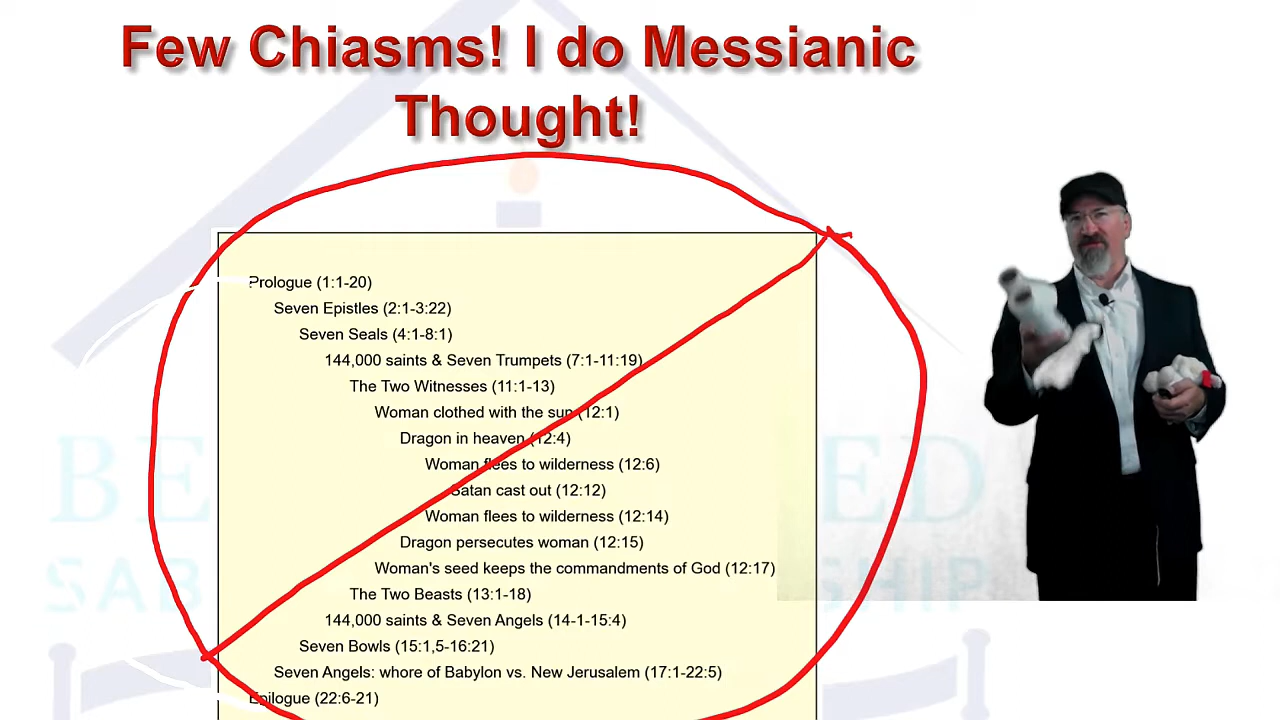 Few Chiasms! I do Messianic
Thought!
Prologue (1:1-20)
Seven Epistles (2:1-3:22)
Seven Seals (4:1-8:1)
144,000 saints & Seven Trumpets (7:1-11:19)
The Two Witnesses (11:1-13)
Woman clothed with the sun (12:1)
Dragon in heaven (12:4)
Woman flees to wilderness (12:6)
Satan cast out (12:12)
Woman flees to wilderness (12:14)
Dragon persecutes woman (12:15)
Woman's seed keeps the commandments of God (12:17)
The Two Beasts (13:1-18)
144,000 saints & Seven Angels (14-1-15:4)
Seven Bowls (15:1,5-16:21)
Seven Angels: whore of Babylon vs. New Jerusalem (17:1-22:5)
Epilogue (22:6-21)